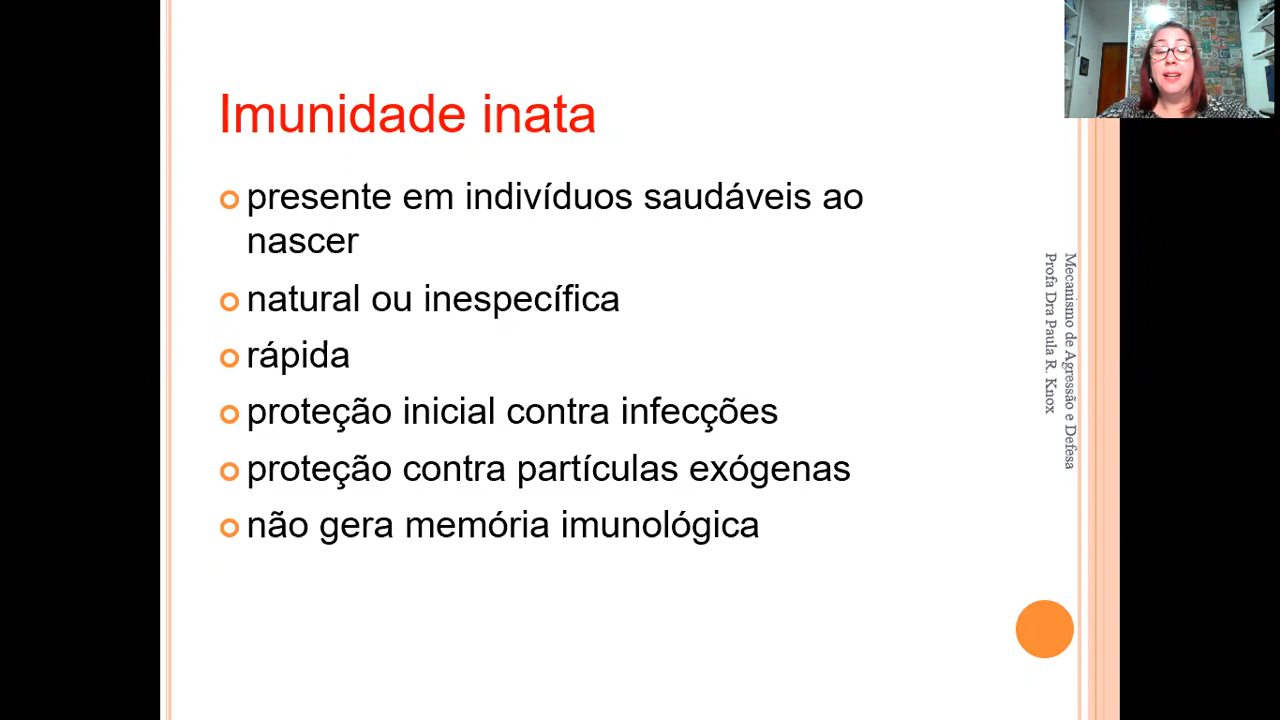 Imunidade inata
presente em indivíduos saudáveis ao
nascer
natural ou inespecífica
rápida
proteção inicial contra infecções
proteção contra partículas exógenas
não gera memória imunológica
Mecanismo de Agressão e Defesa
Profa Dra Paula R. Knox